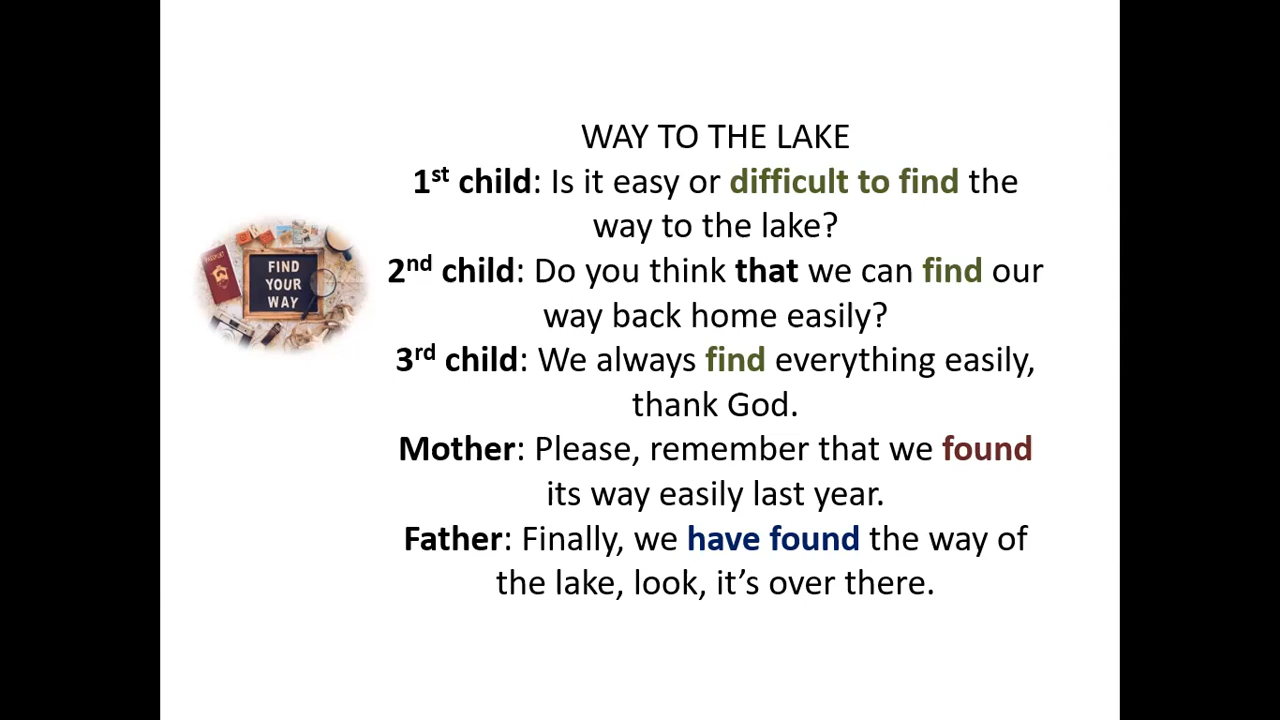 WAY TO THE LAKE
1st child: Is it easy or difficult to find the
way to the lake?
2nd child: Do you think that we can find our
way back home easily?
3rd child: We always find everything easily,
thank God.
Mother: Please, remember that we found
its way easily last year.
Father: Finally, we have found the way of
the lake, look, it’s over there.
PASSPORT
FIND
YOUR
WAY